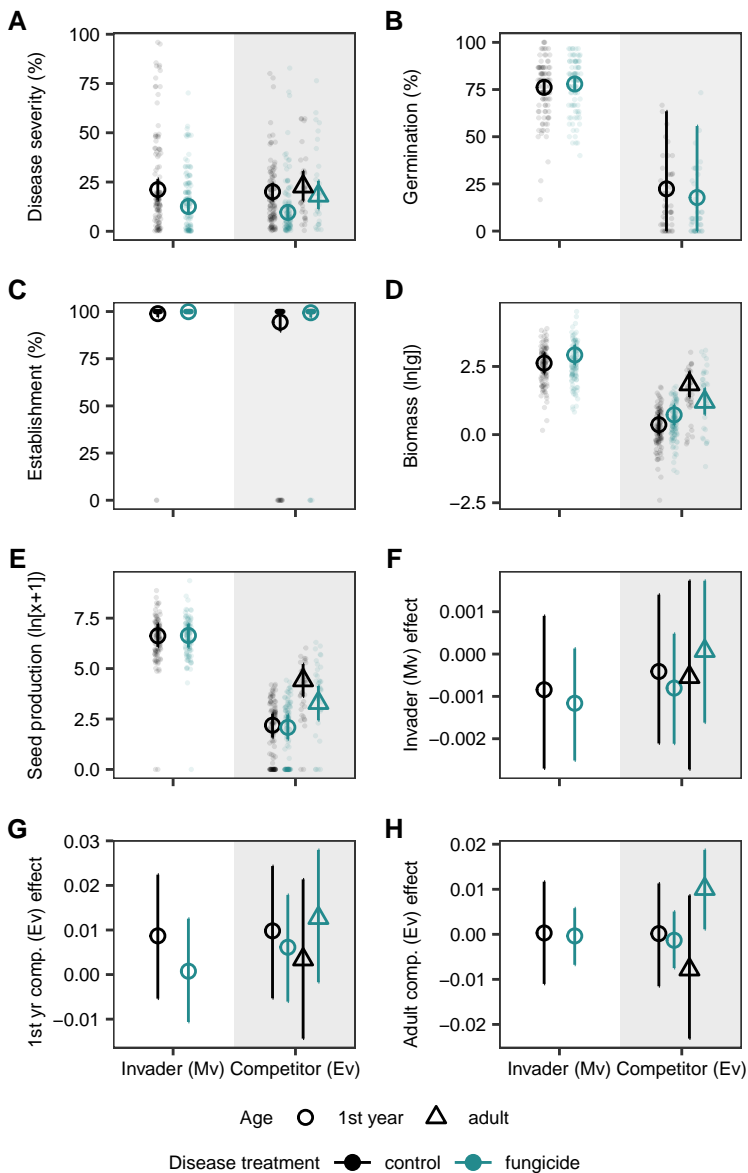 A
B
Disease severity (%)
100
75
50
25
0
Germination (%)
100
75
50
25
0
C
D
Establishment (%)
100
75
50
25
0
Biomass (ln[g])
2.5
0.0
−2.5
E
F
Seed production (ln[x+1])
7.5
5.0
2.5
0.0
Invader (Mv) effect
0.001
0.000
−0.001
−0.002
G
H
1st yr comp. (Ev) effect
0.03
0.02
0.01
0.00
−0.01
Adult comp. (Ev) effect
0.02
0.01
0.00
−0.01
−0.02
Invader (Mv) Competitor (Ev)
Invader (Mv) Competitor (Ev)
Age 1st year adult
Disease treatment control fungicide